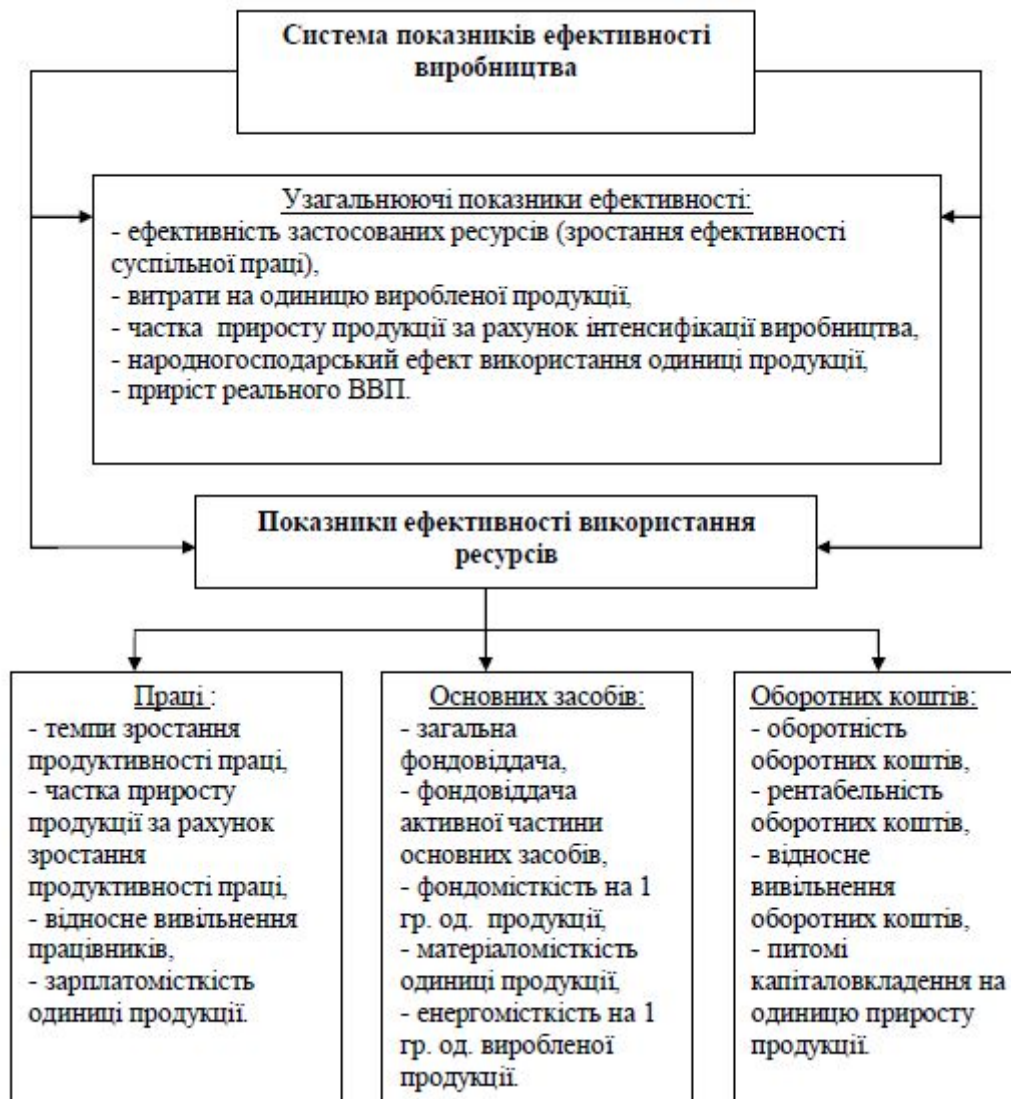 Система показників ефективності
виробництва
Узагальнюючі показники ефективності:
- ефективність застосованих ресурсів (зростання ефективності
суспільної праці),
- витрати на одиницю виробленої продукції,
- частка приросту продукції за рахунок інтенсифікації виробництва,
- народногосподарський ефект використання одиниці продукції,
- приріст реального ВВП.
Показники ефективності використання
ресурсів
Праці :
- темпи зростання
продуктивності праці,
- частка приросту
продукції за рахунок
зростання
продуктивності праці,
- відносне вивільнення
працівників,
- зарплатомісткість
одиниці продукції.
Основних засобів:
- загальна
фондовіддача,
- фондовіддача
активної частини
основних засобів,
- фондомісткість на 1
гр. од. продукції,
- матеріаломісткість
одиниці продукції,
- енергомісткість на 1
гр. од. виробленої
продукції.
Оборотних коштів:
- оборотність
оборотних коштів,
- рентабельність
оборотних коштів,
- відносне
вивільнення
оборотних коштів,
- питомі
капіталовкладення на
одиницю приросту
продукції.